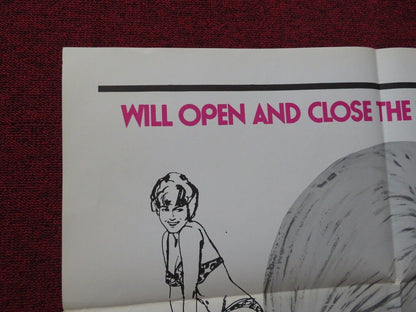 WILL OPEN AND CLOSE THE